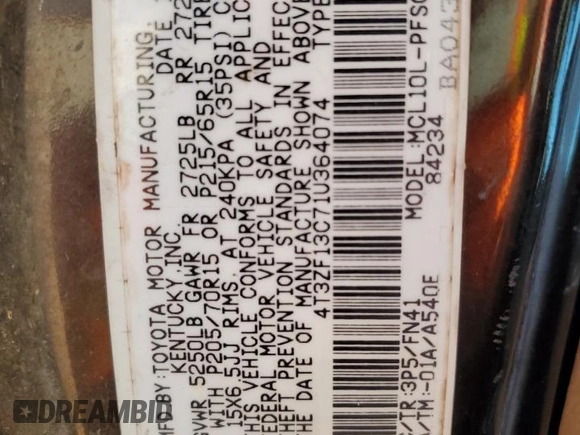 MFD.BY:TOYOTA MOTOR MANUFACTURING. DATE
KENTUCKY, INC.
GVWR 5250LB GAWR FR 2725LB RR 272
WITH P205/70R15 OR P215/65R15 TIRE
15X6.5JJ RIMS. AT 240KPA (35PSI) C
THIS VEHICLE CONFORMS TO ALL APPLIC
FEDERAL MOTOR VEHICLE SAFETY AND
THEFT PREVENTION STANDARDS IN EFFEC
THE DATE OF MANUFACTURE SHOWN ABOVE
4T3ZF13C71U364074 TYPE
C/TR:3P5/FN41 MODEL:MCL10L-PFSG
/TM:-01A/A540E 84234 BA043
DREAMBID